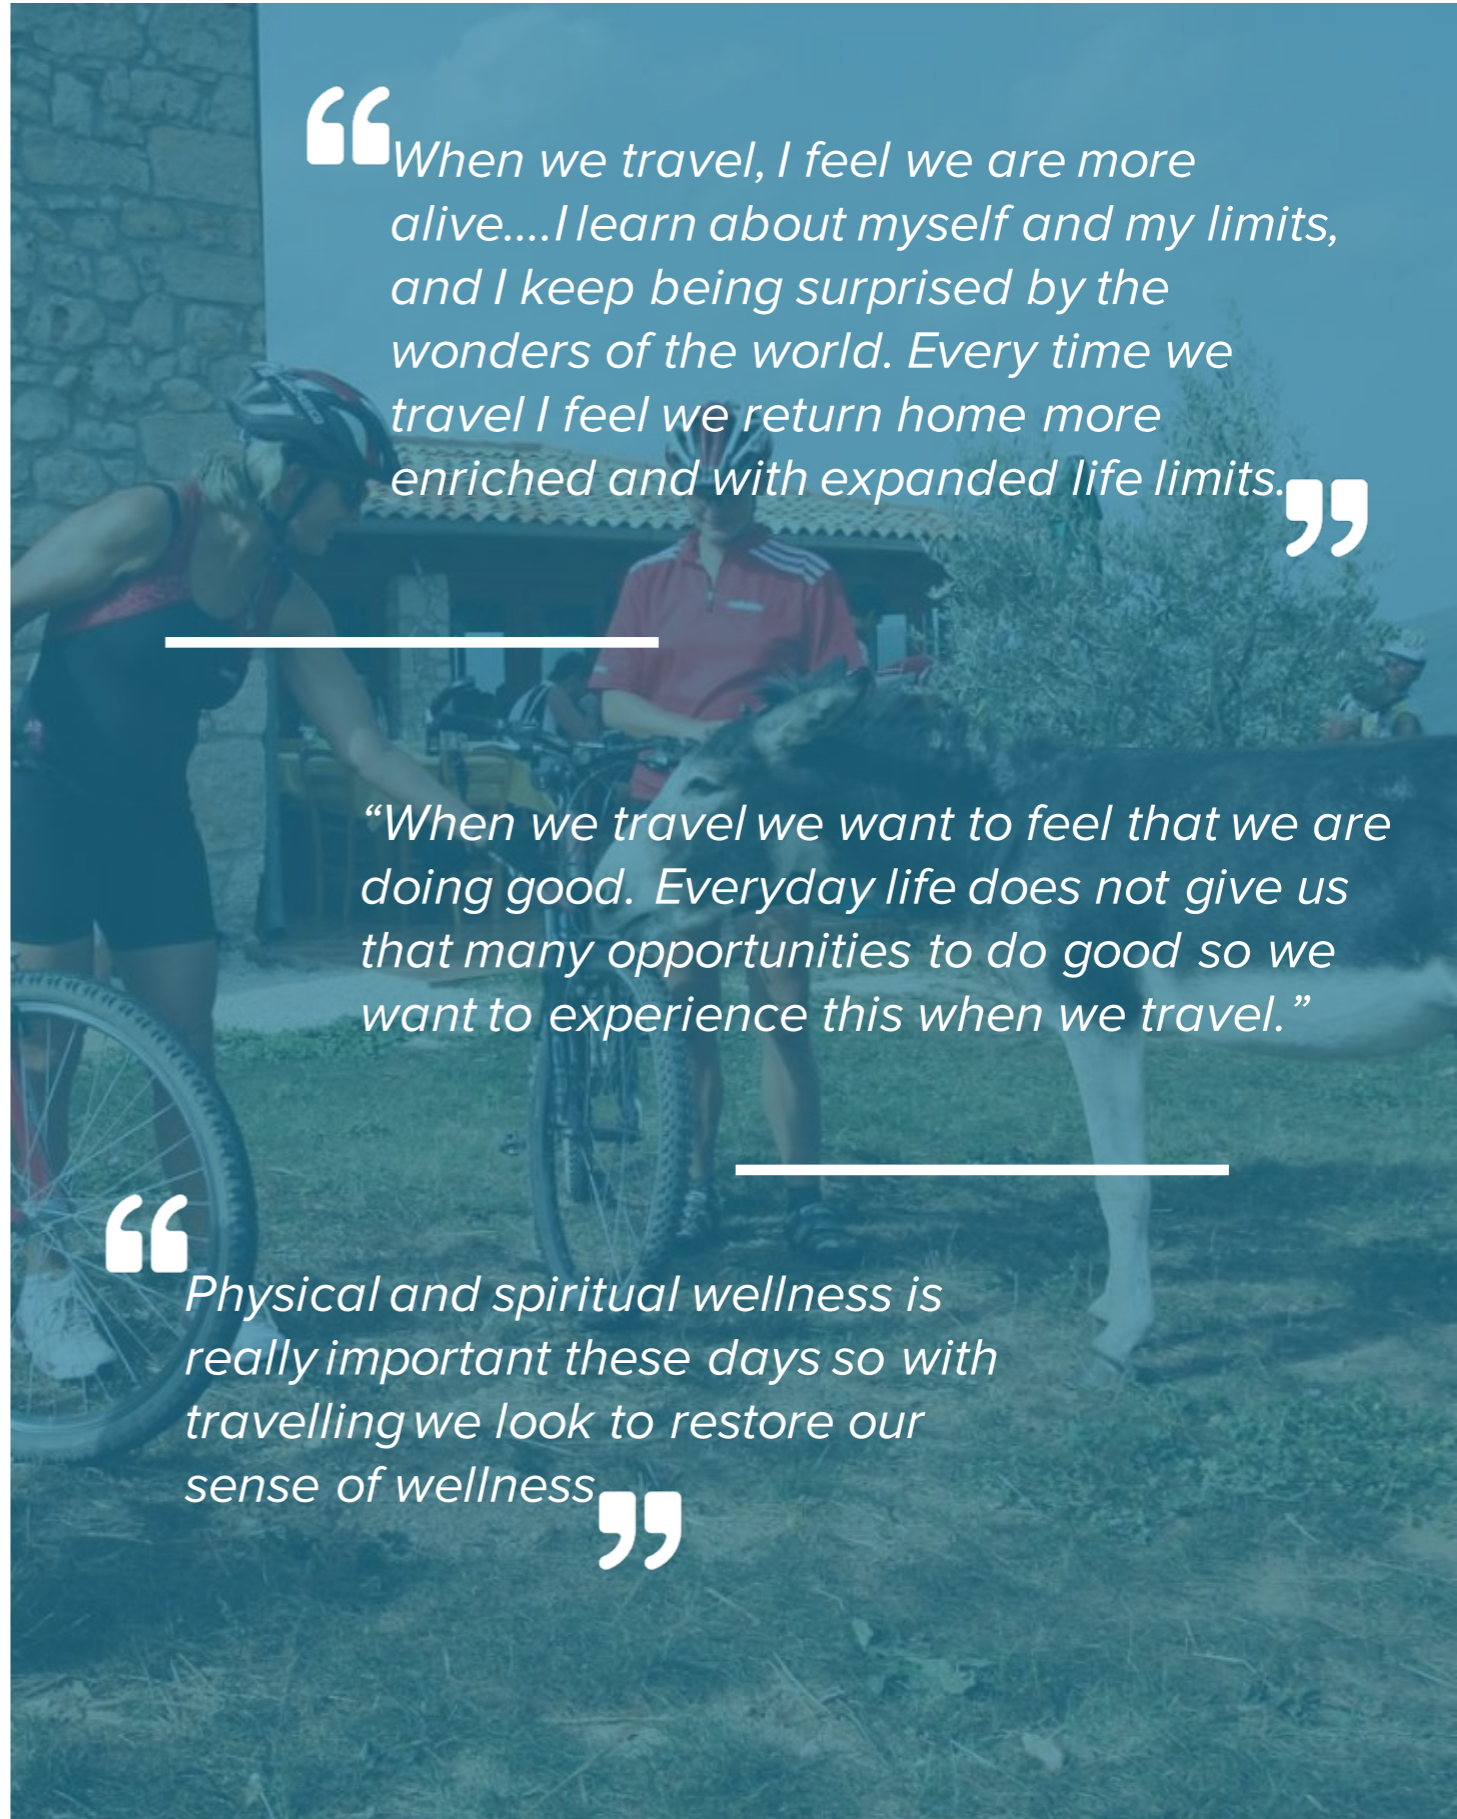 “When we travel, I feel we are more
alive....I learn about myself and my limits,
and I keep being surprised by the
wonders of the world. Every time we
travel I feel we return home more
enriched and with expanded life limits.”
“When we travel we want to feel that we are
doing good. Everyday life does not give us
that many opportunities to do good so we
want to experience this when we travel.”
“Physical and spiritual wellness is
really important these days so with
travelling we look to restore our
sense of wellness”